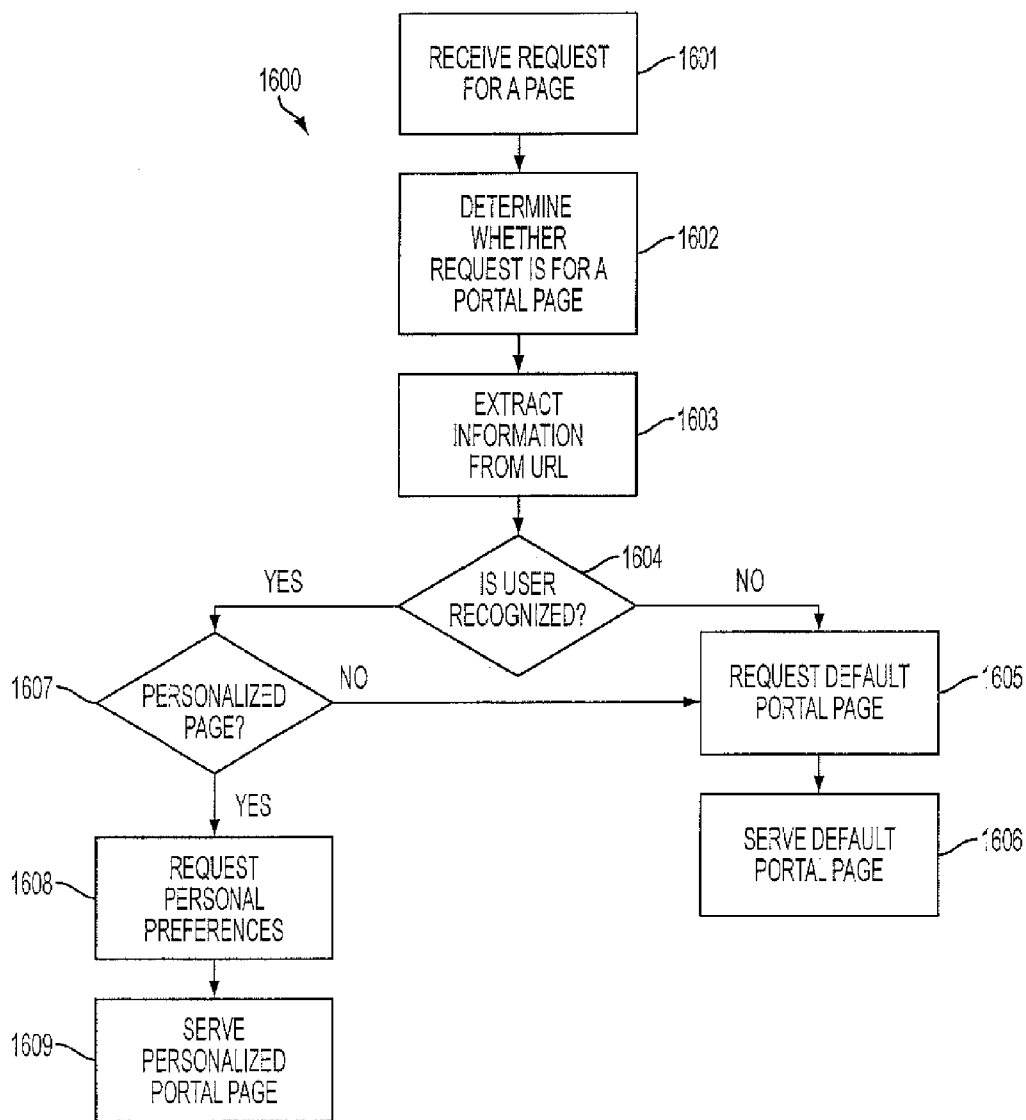 RECEIVE REQUEST
FOR A PAGE
1601
1600
DETERMINE
WHETHER
REQUEST IS FOR A
PORTAL PAGE
1602
EXTRACT
INFORMATION
FROM URL
1603
1604
YES
IS USER
RECOGNIZED?
NO
1607
PERSONALIZED
PAGE?
NO
REQUEST DEFAULT
PORTAL PAGE
1605
YES
SERVE DEFAULT
PORTAL PAGE
1606
1608
REQUEST
PERSONAL
PREFERENCES
1609
SERVE
PERSONALIZED
PORTAL PAGE